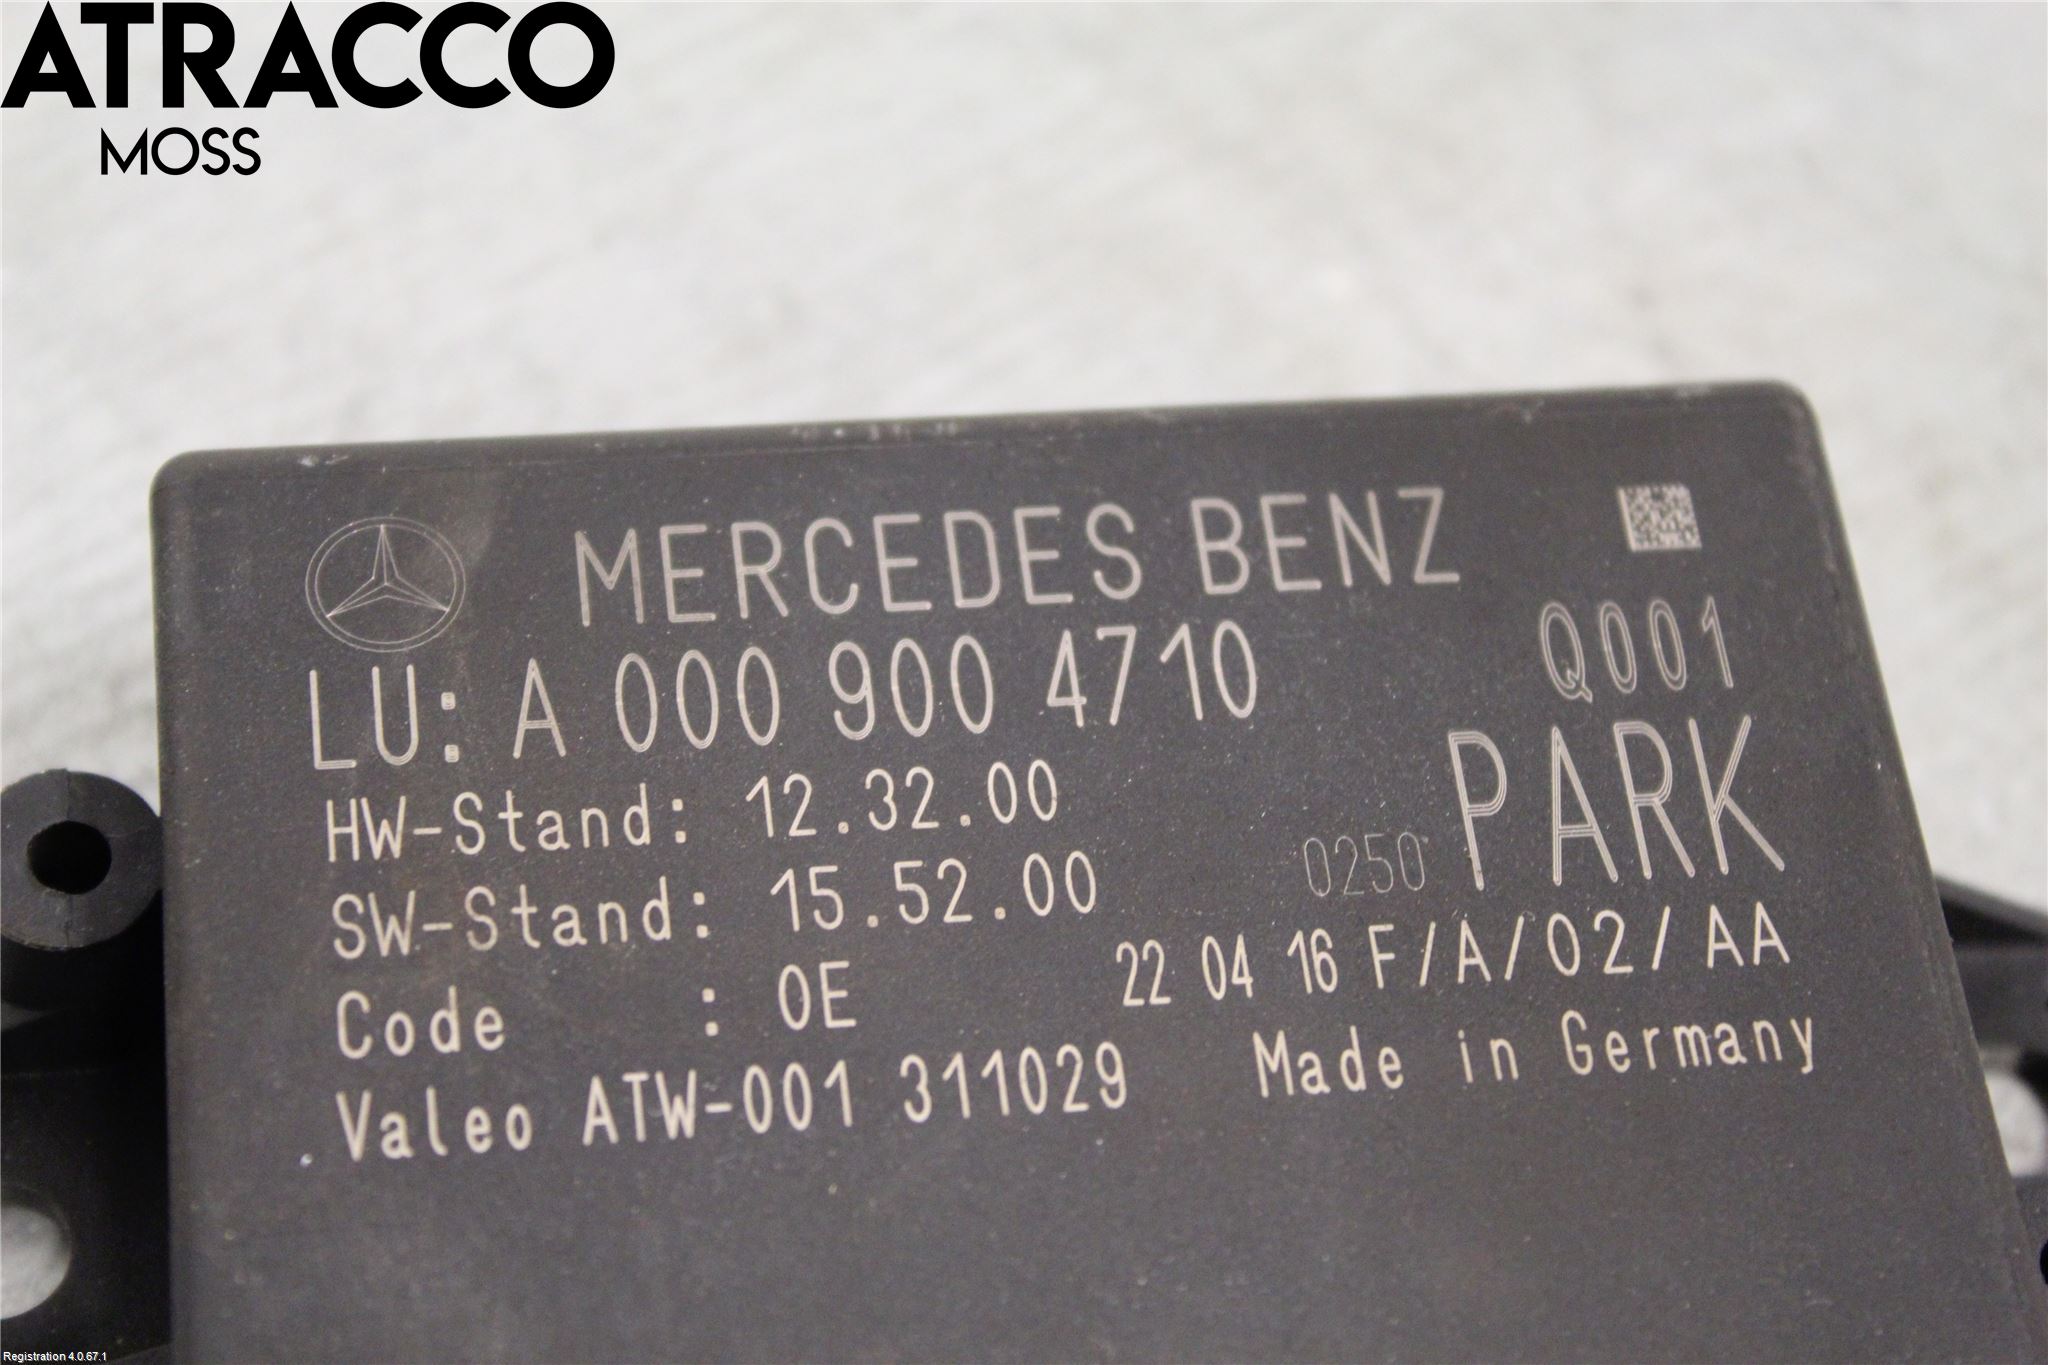 ATRACCO
MOSS
MERCEDES BENZ
LU: A 000 900 4710
Q001
HW-Stand: 12.32.00
PARK
0250
SW-Stand: 15.52.00
22 04 16 F/A/02/AA
Code : 0E
Made in Germany
Valeo ATW-001 311029
Registration 4.0.67.1